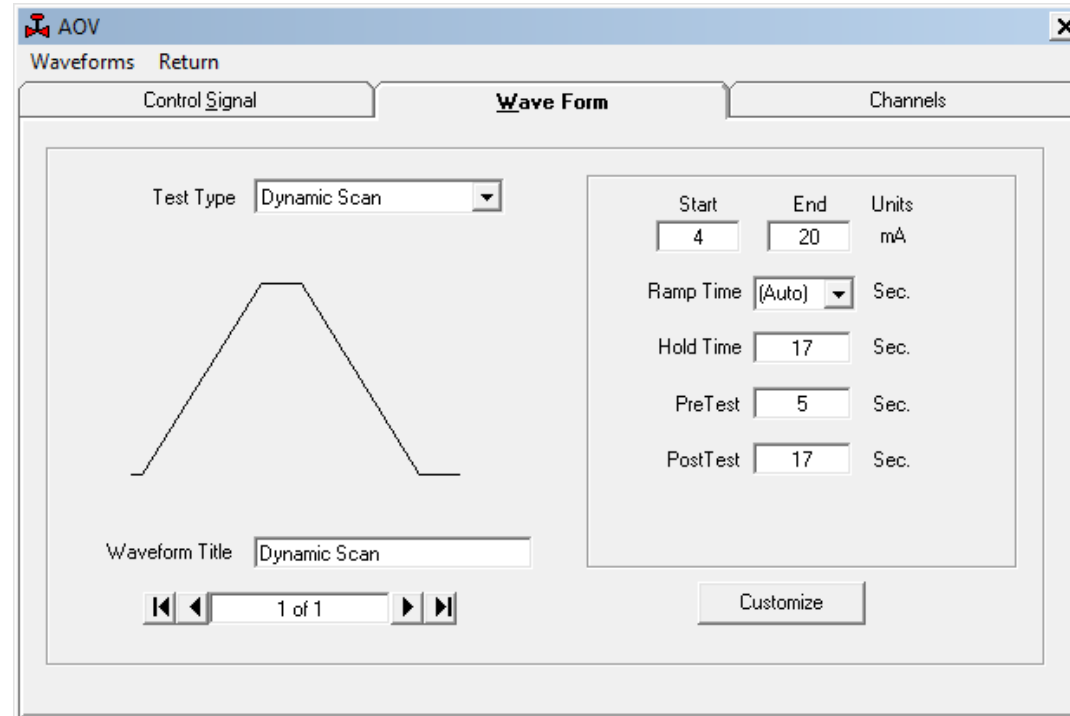 AOV
Waveforms Return
Control Signal Wave Form Channels
Test Type Dynamic Scan
Start End Units
4 20 mA
Ramp Time (Auto) Sec.
Hold Time 17 Sec.
PreTest 5 Sec.
PostTest 17 Sec.
Waveform Title Dynamic Scan
1 of 1
Customize